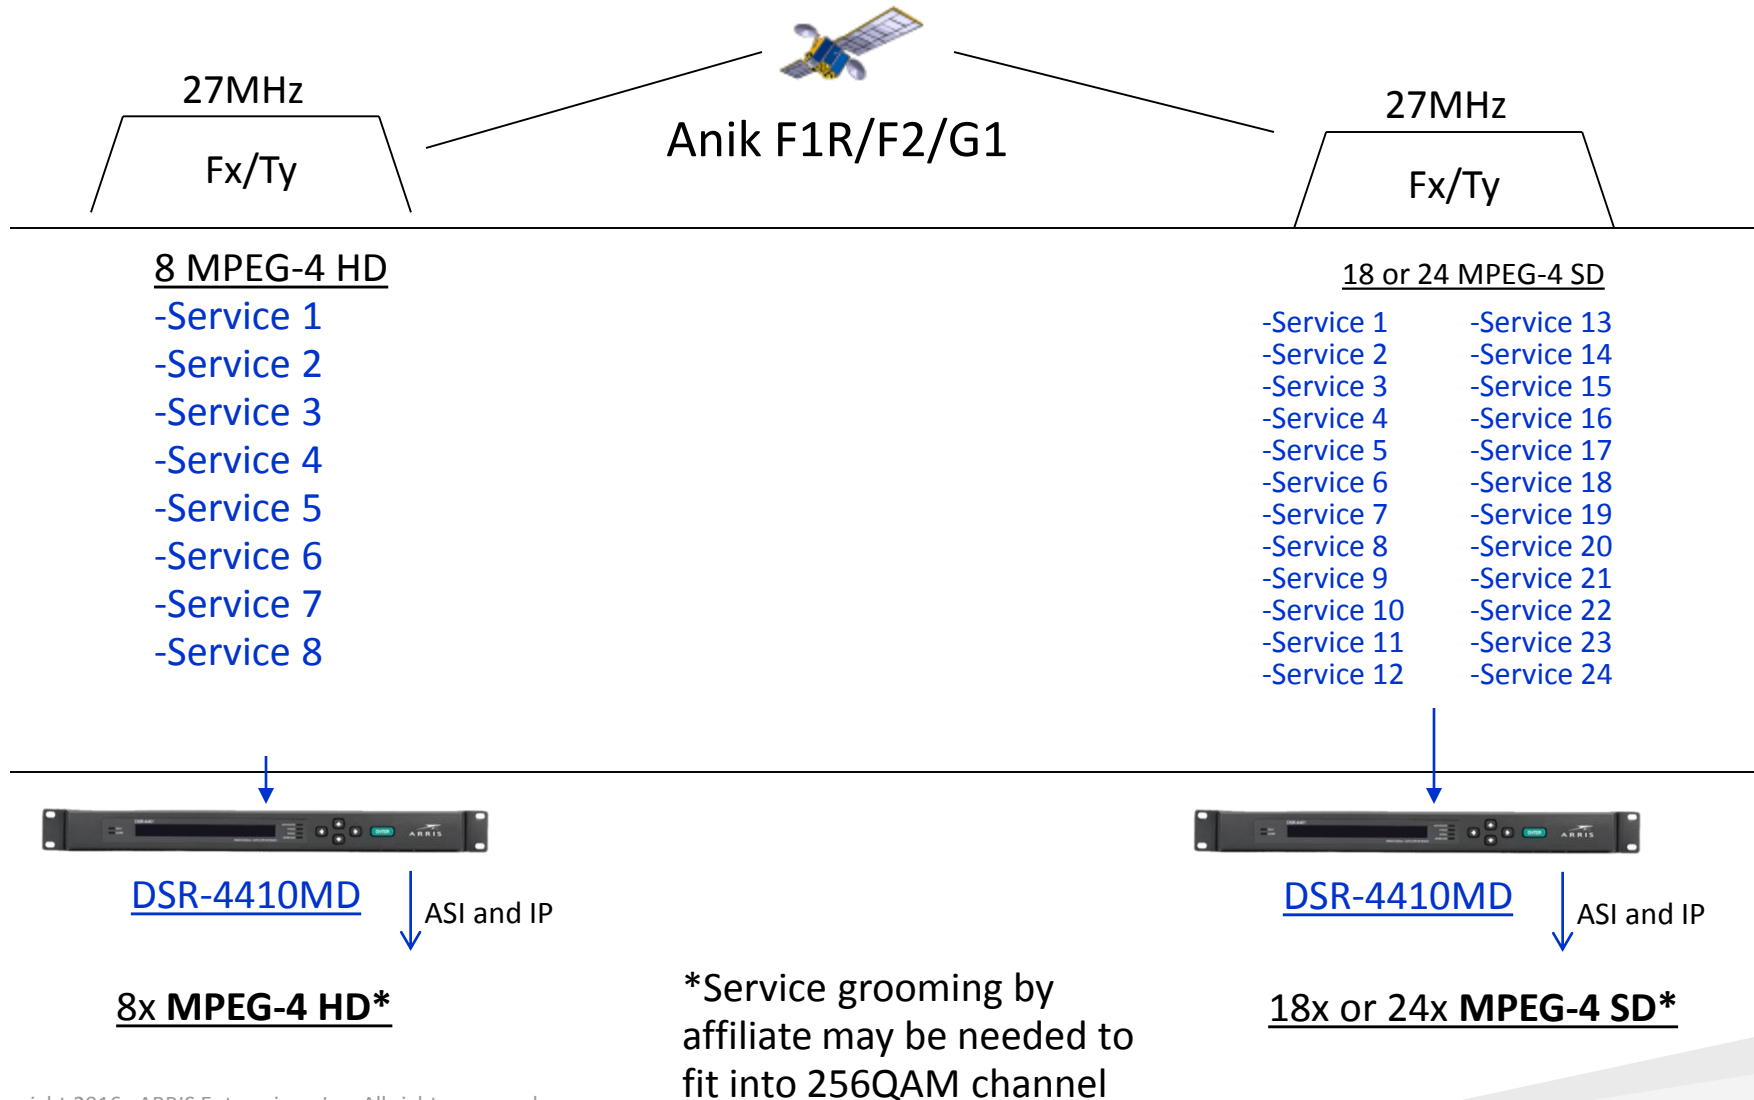 27MHz
Fx/Ty
Anik F1R/F2/G1
27MHz
Fx/Ty
8 MPEG-4 HD
-Service 1
-Service 2
-Service 3
-Service 4
-Service 5
-Service 6
-Service 7
-Service 8
18 or 24 MPEG-4 SD
-Service 1
-Service 2
-Service 3
-Service 4
-Service 5
-Service 6
-Service 7
-Service 8
-Service 9
-Service 10
-Service 11
-Service 12
-Service 13
-Service 14
-Service 15
-Service 16
-Service 17
-Service 18
-Service 19
-Service 20
-Service 21
-Service 22
-Service 23
-Service 24
ENTER
ARRIS
DSR-4410MD
ASI and IP
8x MPEG-4 HD*
*Service grooming by
affiliate may be needed to
fit into 256QAM channel
ENTER
ARRIS
DSR-4410MD
ASI and IP
18x or 24x MPEG-4 SD*